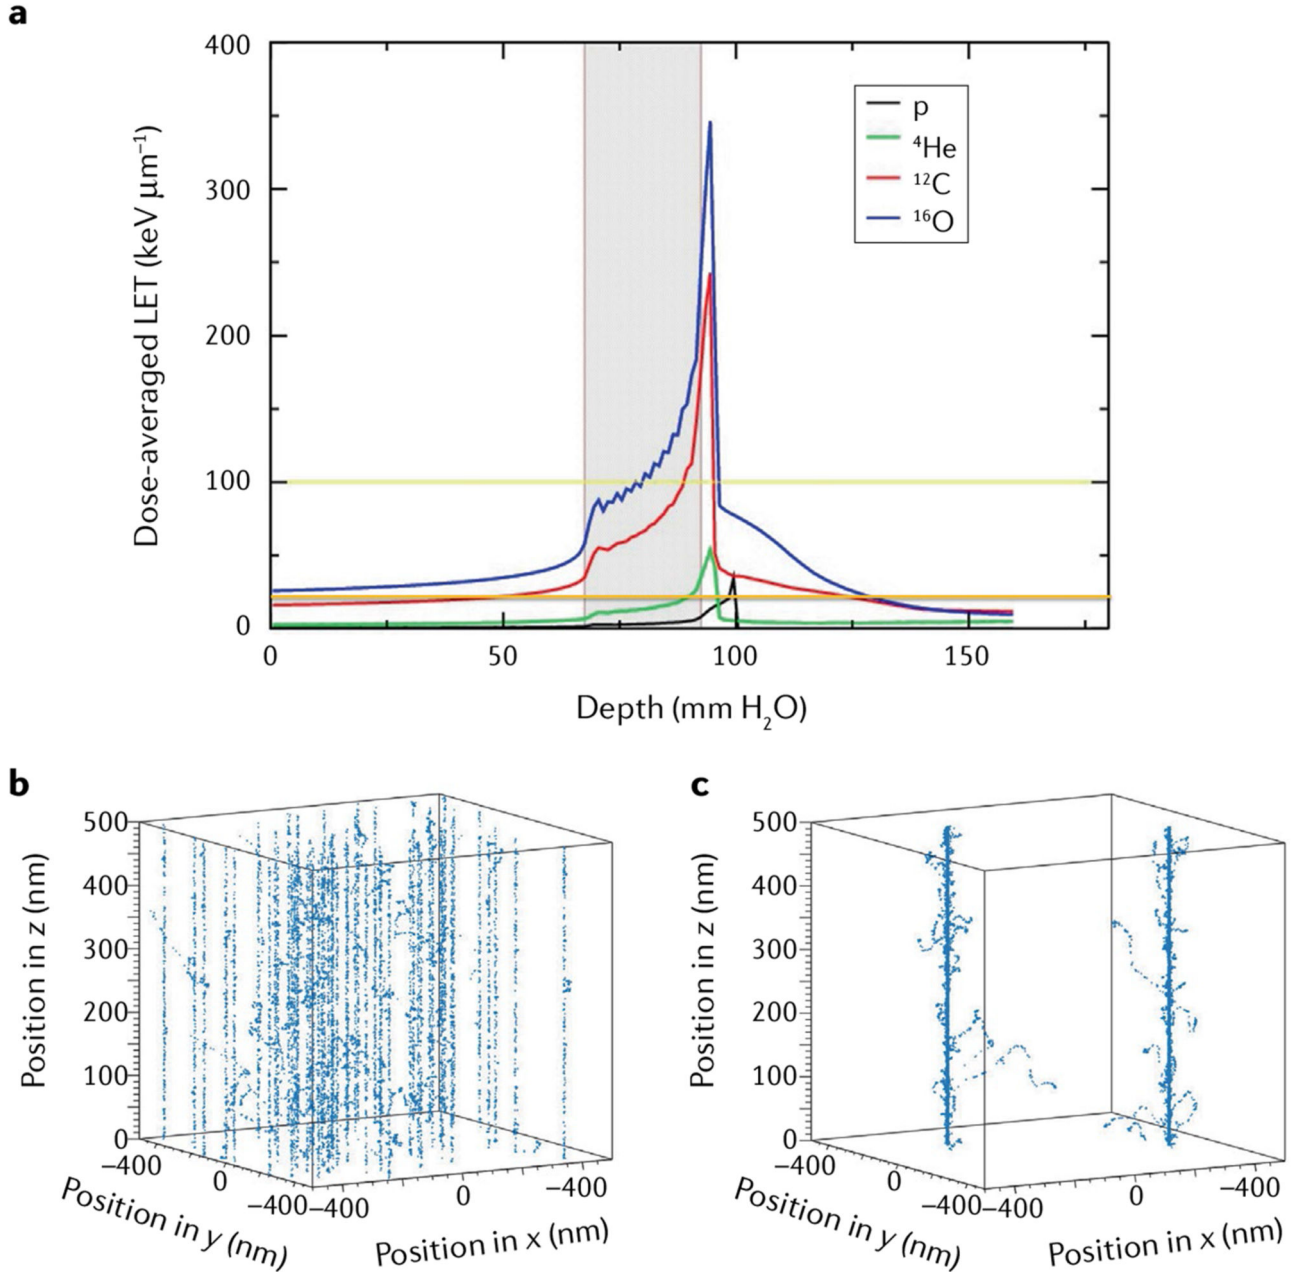 a
400
300
200
100
0
Dose-averaged LET (keV μm⁻¹)
p
⁴He
¹²C
¹⁶O
0 50 100 150
Depth (mm H₂O)
b
500
400
300
200
100
0
Position in z (nm)
−400 0 −400
Position in y (nm)
−400 0 −400
Position in x (nm)
c
500
400
300
200
100
0
Position in z (nm)
−400 0 −400
Position in y (nm)
−400 0 −400
Position in x (nm)